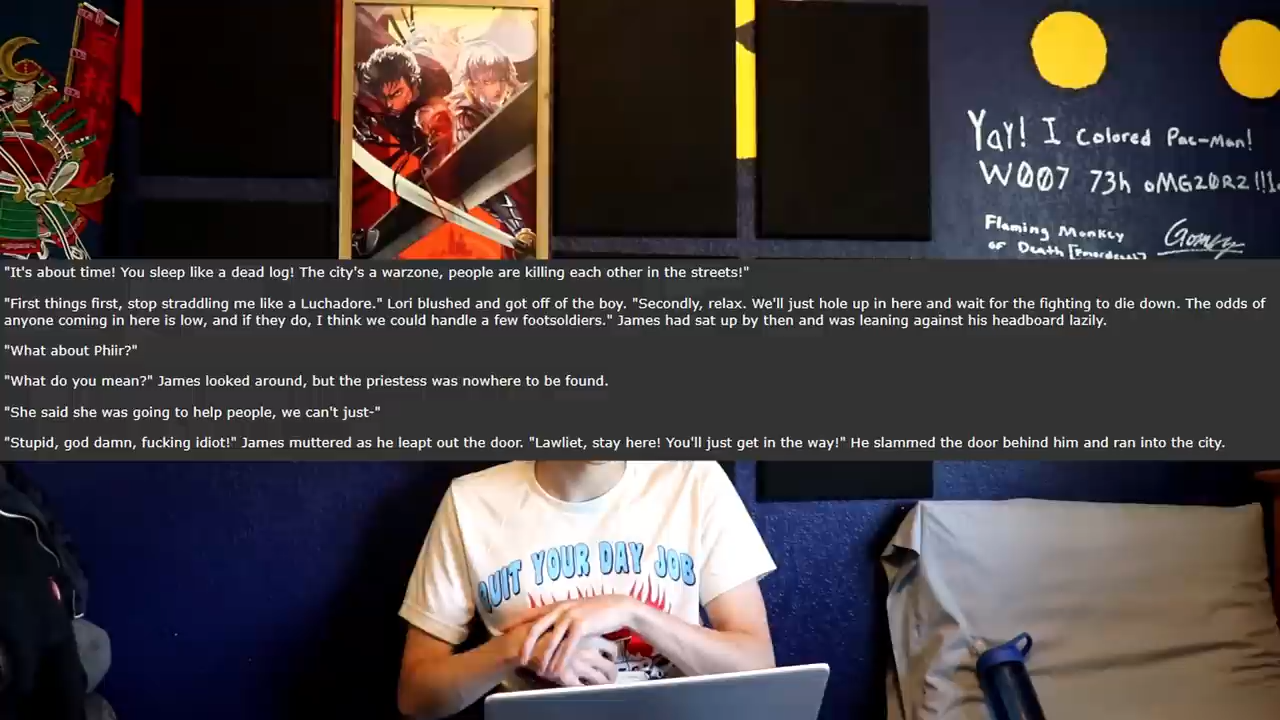 Yay! I Colored Pac-Man!
W007 73h oMG20R2!!1
Flaming Monkey
of Death
Gomer
"It's about time! You sleep like a dead log! The city's a warzone, people are killing each other in the streets!"
"First things first, stop straddling me like a Luchadore." Lori blushed and got off of the boy. "Secondly, relax. We'll just hole up in here and wait for the fighting to die down. The odds of
anyone coming in here is low, and if they do, I think we could handle a few footsoldiers." James had sat up by then and was leaning against his headboard lazily.
"What about Phiir?"
"What do you mean?" James looked around, but the priestess was nowhere to be found.
"She said she was going to help people, we can't just-"
"Stupid, god damn, fucking idiot!" James muttered as he leapt out the door. "Lawliet, stay here! You'll just get in the way!" He slammed the door behind him and ran into the city.
QUIT YOUR DAY JOB